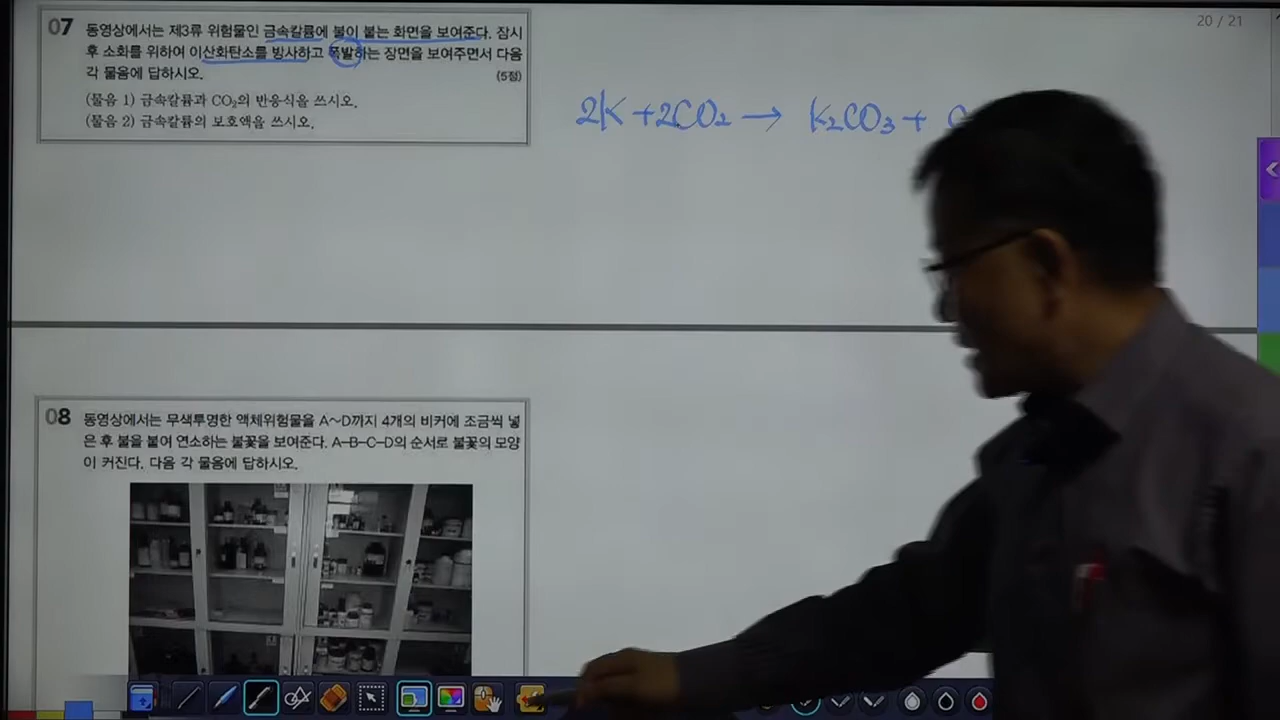 20 / 21
07 동영상에서는 제3류 위험물인 금속칼륨에 불이 붙는 화면을 보여준다. 잠시
후 소화를 위하여 이산화탄소를 방사하고 폭발하는 장면을 보여주면서 다음
각 물음에 답하시오. (5점)
(물음 1) 금속칼륨과 CO₂의 반응식을 쓰시오.
(물음 2) 금속칼륨의 보호액을 쓰시오.
2K + 2CO₂ → K₂CO₃ +
08 동영상에서는 무색투명한 액체위험물을 A~D까지 4개의 비커에 조금씩 넣
은 후 불을 붙여 연소하는 불꽃을 보여준다. A-B-C-D의 순서로 불꽃의 모양
이 커진다. 다음 각 물음에 답하시오.